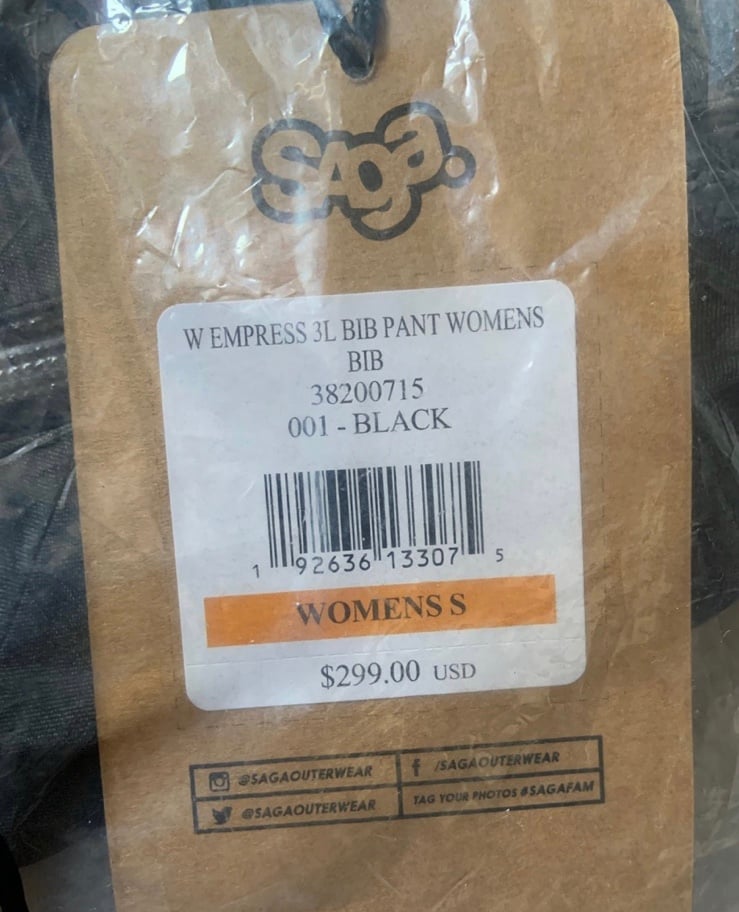 SAga.
W EMPRESS 3L BIB PANT WOMENS
BIB
38200715
001 - BLACK
1 92636 13307 5
WOMENS S
$299.00 USD
@SAGAOUTERWEAR
/SAGAOUTERWEAR
@SAGAOUTERWEAR
TAG YOUR PHOTOS #SAGAFAM